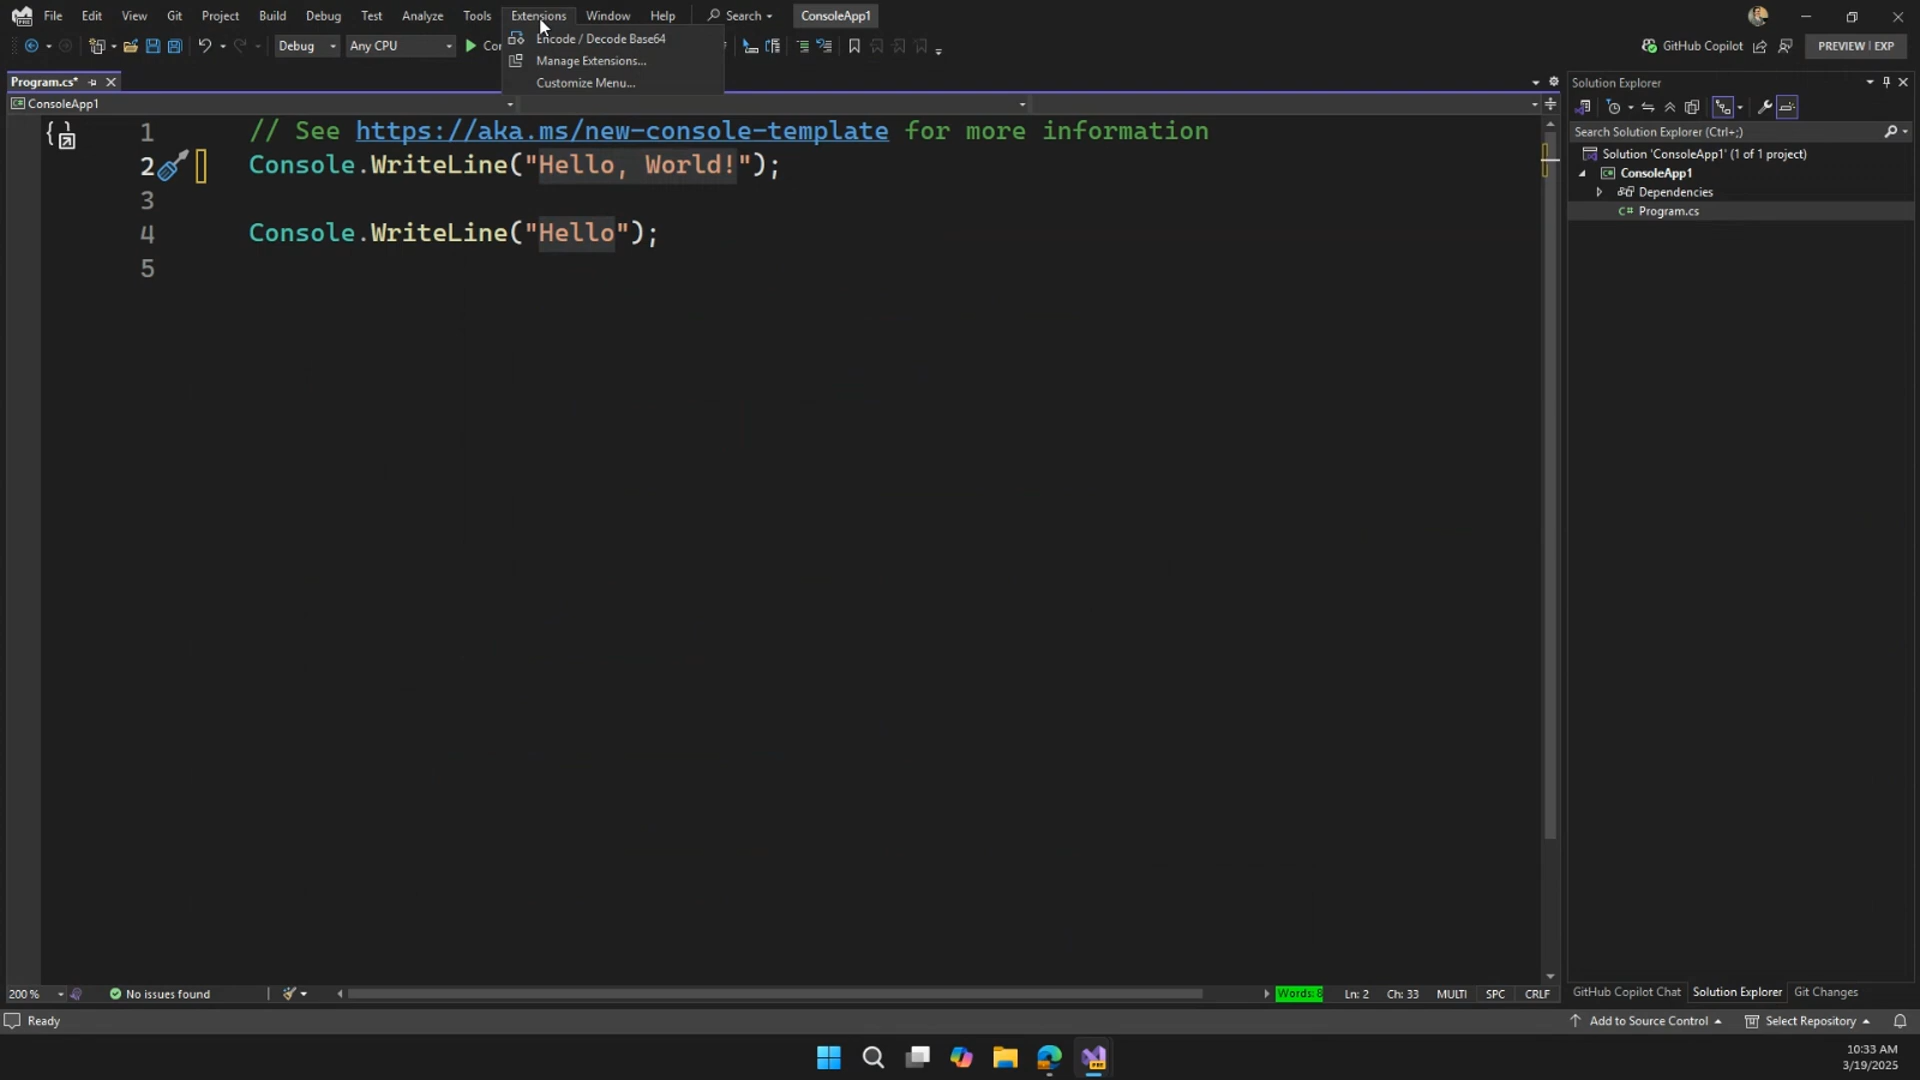 File Edit View Git Project Build Debug Test Analyze Tools Extensions Window Help Search ConsoleApp1
Debug Any CPU GitHub Copilot PREVIEW | EXP
Encode / Decode Base64
Manage Extensions...
Customize Menu...
Program.cs*
ConsoleApp1
1 // See https://aka.ms/new-console-template for more information
2 Console.WriteLine("Hello, World!");
3
4 Console.WriteLine("Hello");
5
Solution Explorer
Search Solution Explorer (Ctrl+;)
Solution 'ConsoleApp1' (1 of 1 project)
ConsoleApp1
Dependencies
C# Program.cs
200 % No issues found Words: 8 Ln: 2 Ch: 33 MULTI SPC CRLF
GitHub Copilot Chat Solution Explorer Git Changes
Ready Add to Source Control Select Repository
10:33 AM
3/19/2025